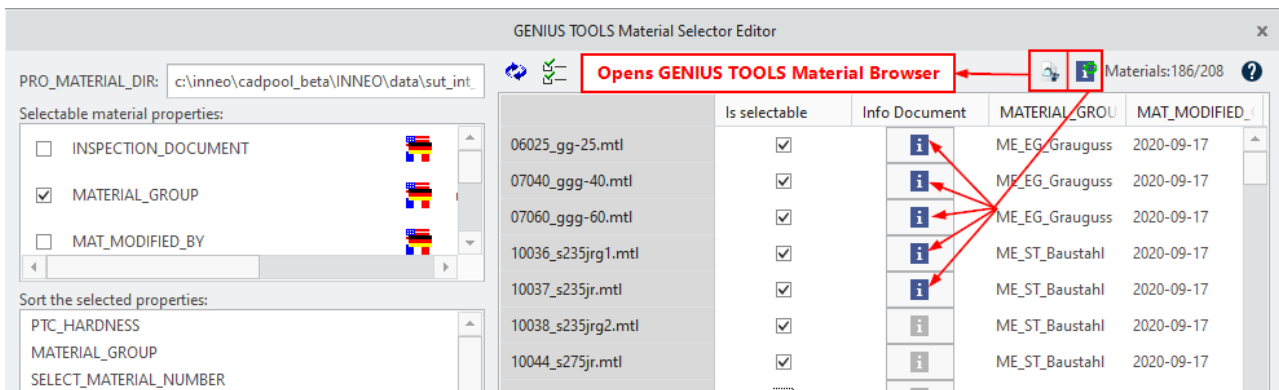 GENIUS TOOLS Material Selector Editor
PRO_MATERIAL_DIR: c:\inneo\cadpool_beta\INNEO\data\sut_int_
Opens GENIUS TOOLS Material Browser
Materials:186/208
Selectable material properties:
INSPECTION_DOCUMENT
MATERIAL_GROUP
MAT_MODIFIED_BY
Sort the selected properties:
PTC_HARDNESS
MATERIAL_GROUP
SELECT_MATERIAL_NUMBER
Is selectable Info Document MATERIAL_GROU MAT_MODIFIED_
06025_gg-25.mtl ME_EG_Grauguss 2020-09-17
07040_ggg-40.mtl ME_EG_Grauguss 2020-09-17
07060_ggg-60.mtl ME_EG_Grauguss 2020-09-17
10036_s235jrg1.mtl ME_ST_Baustahl 2020-09-17
10037_s235jr.mtl ME_ST_Baustahl 2020-09-17
10038_s235jrg2.mtl ME_ST_Baustahl 2020-09-17
10044_s275jr.mtl ME_ST_Baustahl 2020-09-17